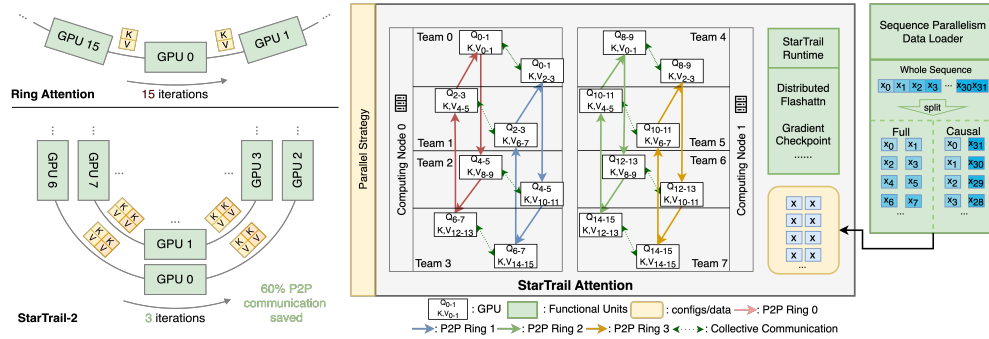 GPU 15
K
V
GPU 0
K
V
GPU 1
Ring Attention
15 iterations
GPU 6
GPU 7
...
...
GPU 3
GPU 2
K
V
K
V
...
K
V
K
V
GPU 1
GPU 0
60% P2P
communication
saved
StarTrail-2
3 iterations
Parallel Strategy
Computing Node 0
Team 0
Q0-1
K,V0-1
Q0-1
K,V2-3
Q2-3
K,V4-5
Team 1
Q2-3
K,V6-7
Team 2
Q4-5
K,V8-9
Q4-5
K,V10-11
Q6-7
K,V12-13
Team 3
Q6-7
K,V14-15
Team 4
Q8-9
K,V0-1
Q8-9
K,V2-3
Q10-11
K,V4-5
Q10-11
K,V6-7
Team 5
Team 6
Q12-13
K,V8-9
Q12-13
K,V10-11
Q14-15
K,V12-13
Q14-15
K,V14-15
Team 7
Computing Node 1
StarTrail
Runtime
Distributed
Flashattn
Gradient
Checkpoint
......
x x
x x
x x
x x
...
StarTrail Attention
Sequence Parallelism
Data Loader
Whole Sequence
x0 x1 x2 x3 ... x30 x31
split
Full
x0 x1
x2 x3
x4 x5
x6 x7
...
Causal
x0 x31
x1 x30
x2 x29
x3 x28
...
Q0-1
K,V0-1
: GPU
: Functional Units
: configs/data
: P2P Ring 0
: P2P Ring 1
: P2P Ring 2
: P2P Ring 3
: Collective Communication